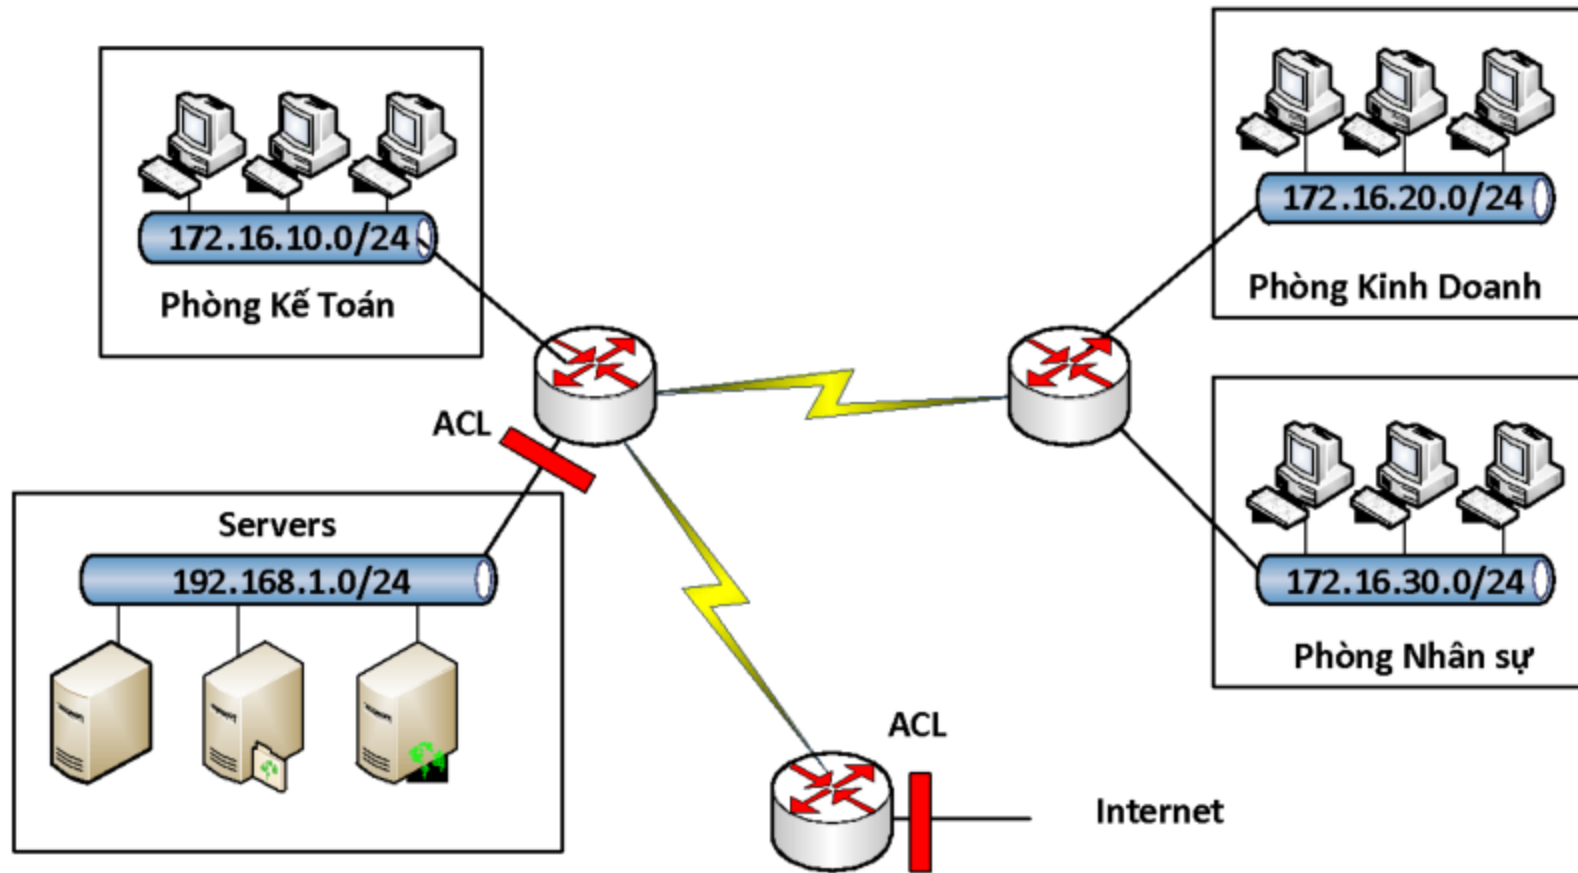 172.16.10.0/24
Phòng Kế Toán
172.16.20.0/24
Phòng Kinh Doanh
ACL
Servers
192.168.1.0/24
172.16.30.0/24
Phòng Nhân sự
ACL
Internet